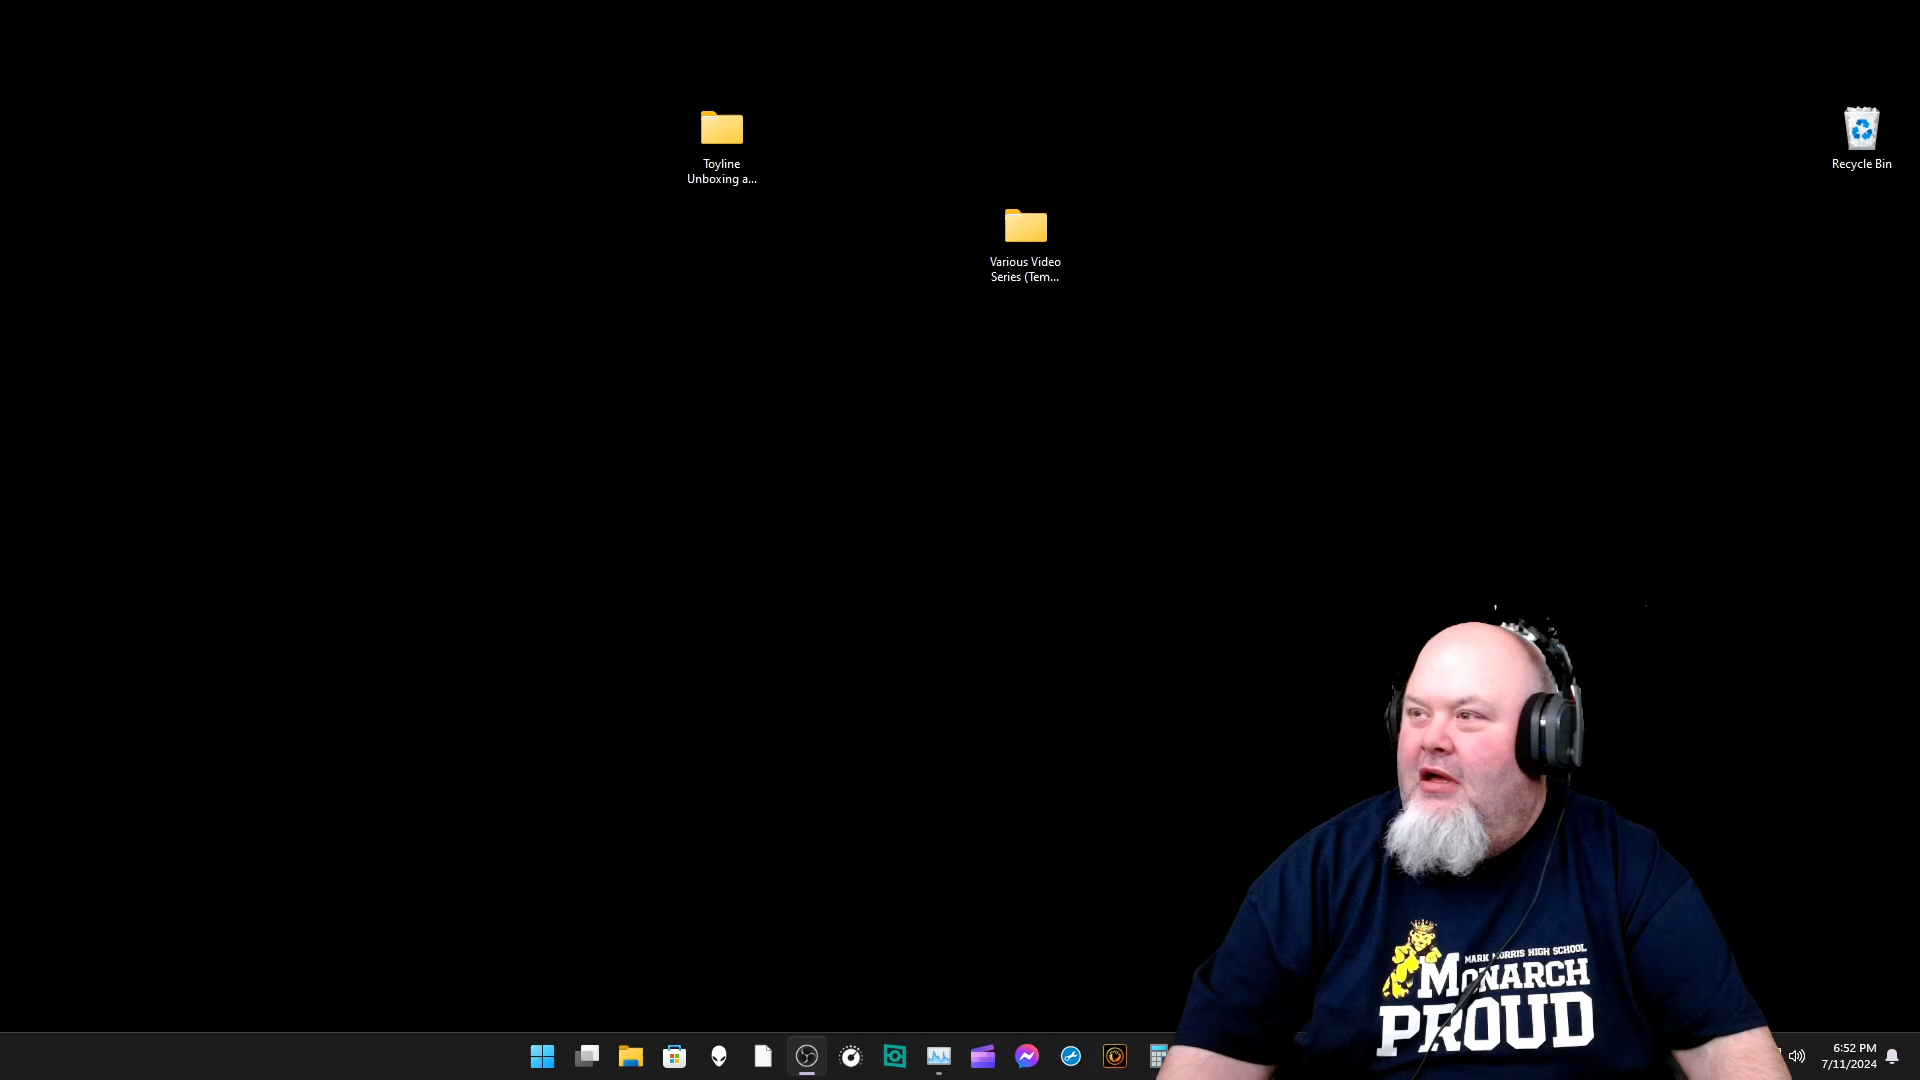 Toyline
Unboxing a...
Recycle Bin
Various Video
Series (Tem...
MARK MORRIS HIGH SCHOOL
MONARCH
PROUD
6:52 PM
7/11/2024